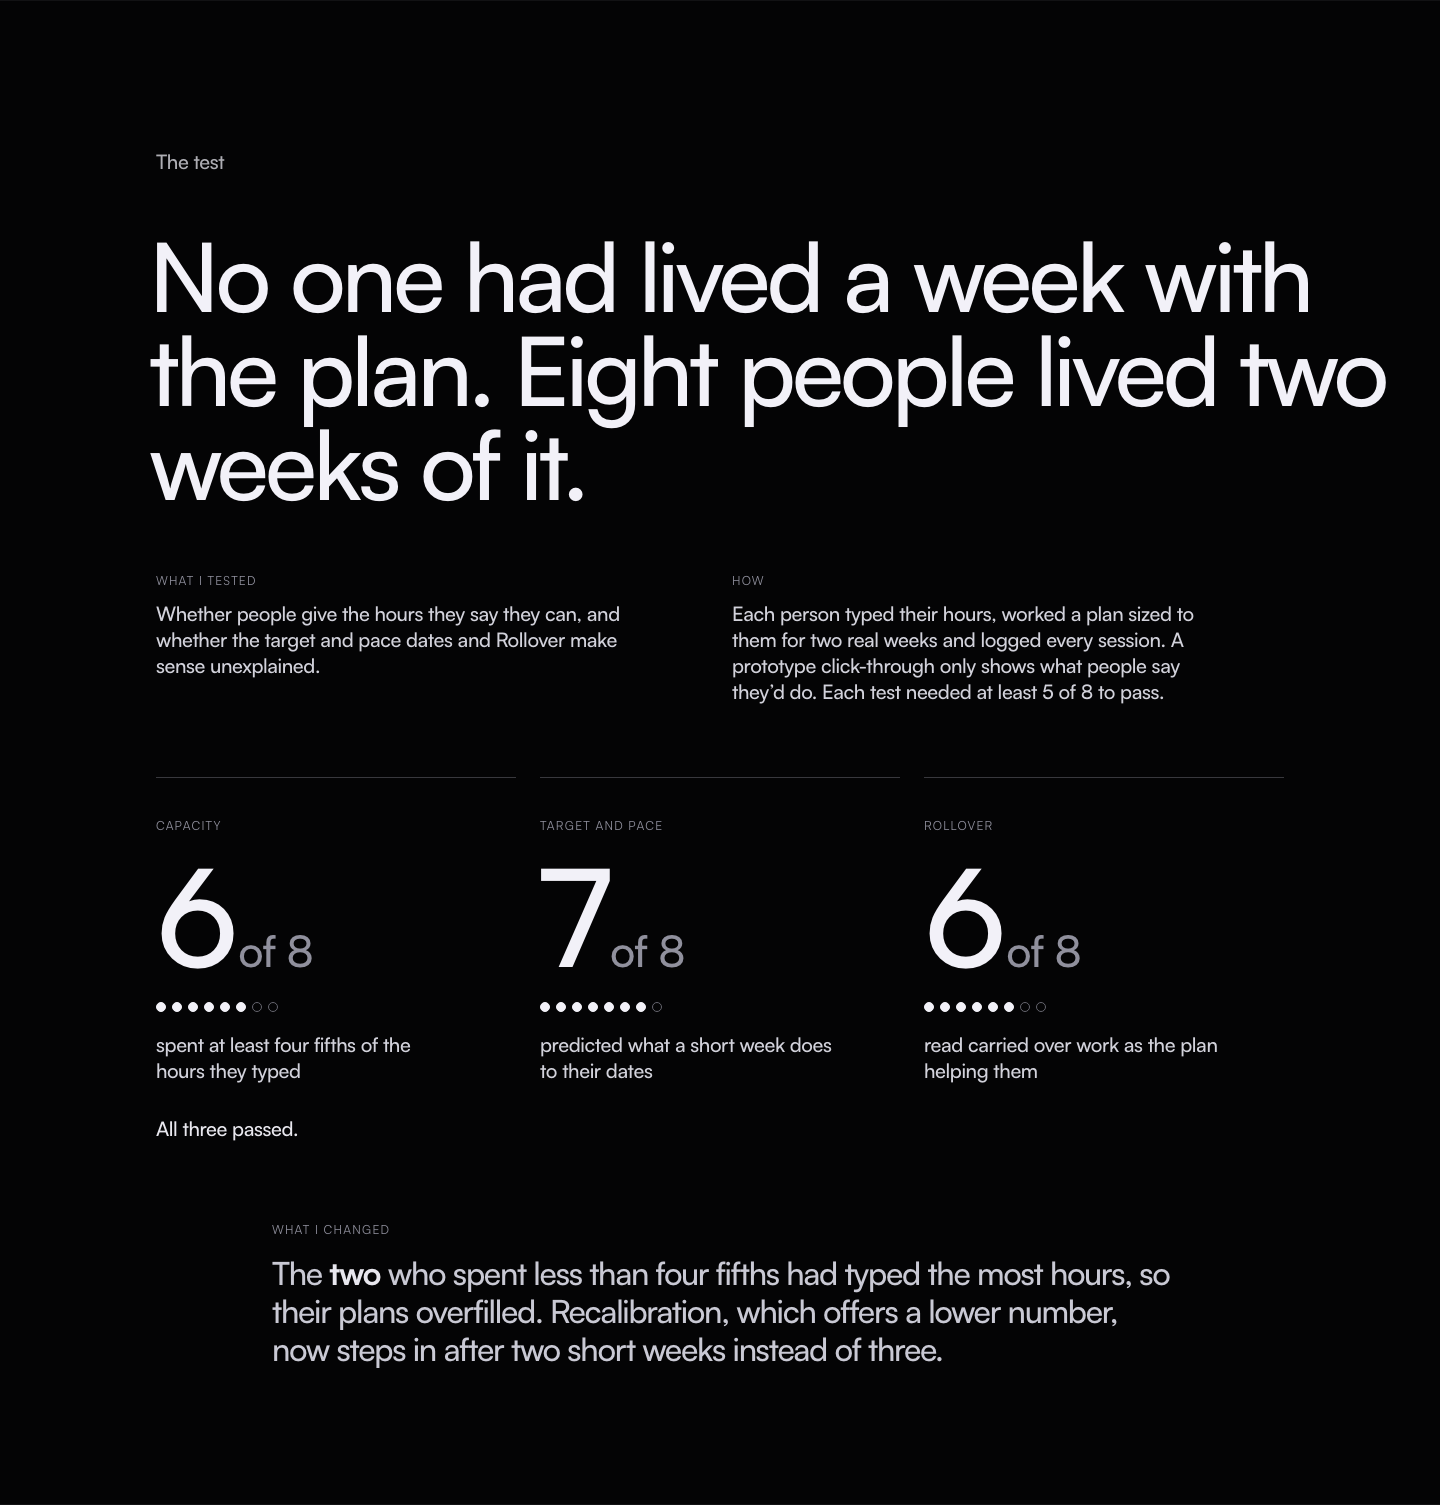 The test
No one had lived a week with
the plan. Eight people lived two
weeks of it.
WHAT I TESTED
Whether people give the hours they say they can, and
whether the target and pace dates and Rollover make
sense unexplained.
HOW
Each person typed their hours, worked a plan sized to
them for two real weeks and logged every session. A
prototype click-through only shows what people say
they’d do. Each test needed at least 5 of 8 to pass.
CAPACITY
6 of 8
spent at least four fifths of the
hours they typed
TARGET AND PACE
7 of 8
predicted what a short week does
to their dates
ROLLOVER
6 of 8
read carried over work as the plan
helping them
All three passed.
WHAT I CHANGED
The two who spent less than four fifths had typed the most hours, so
their plans overfilled. Recalibration, which offers a lower number,
now steps in after two short weeks instead of three.